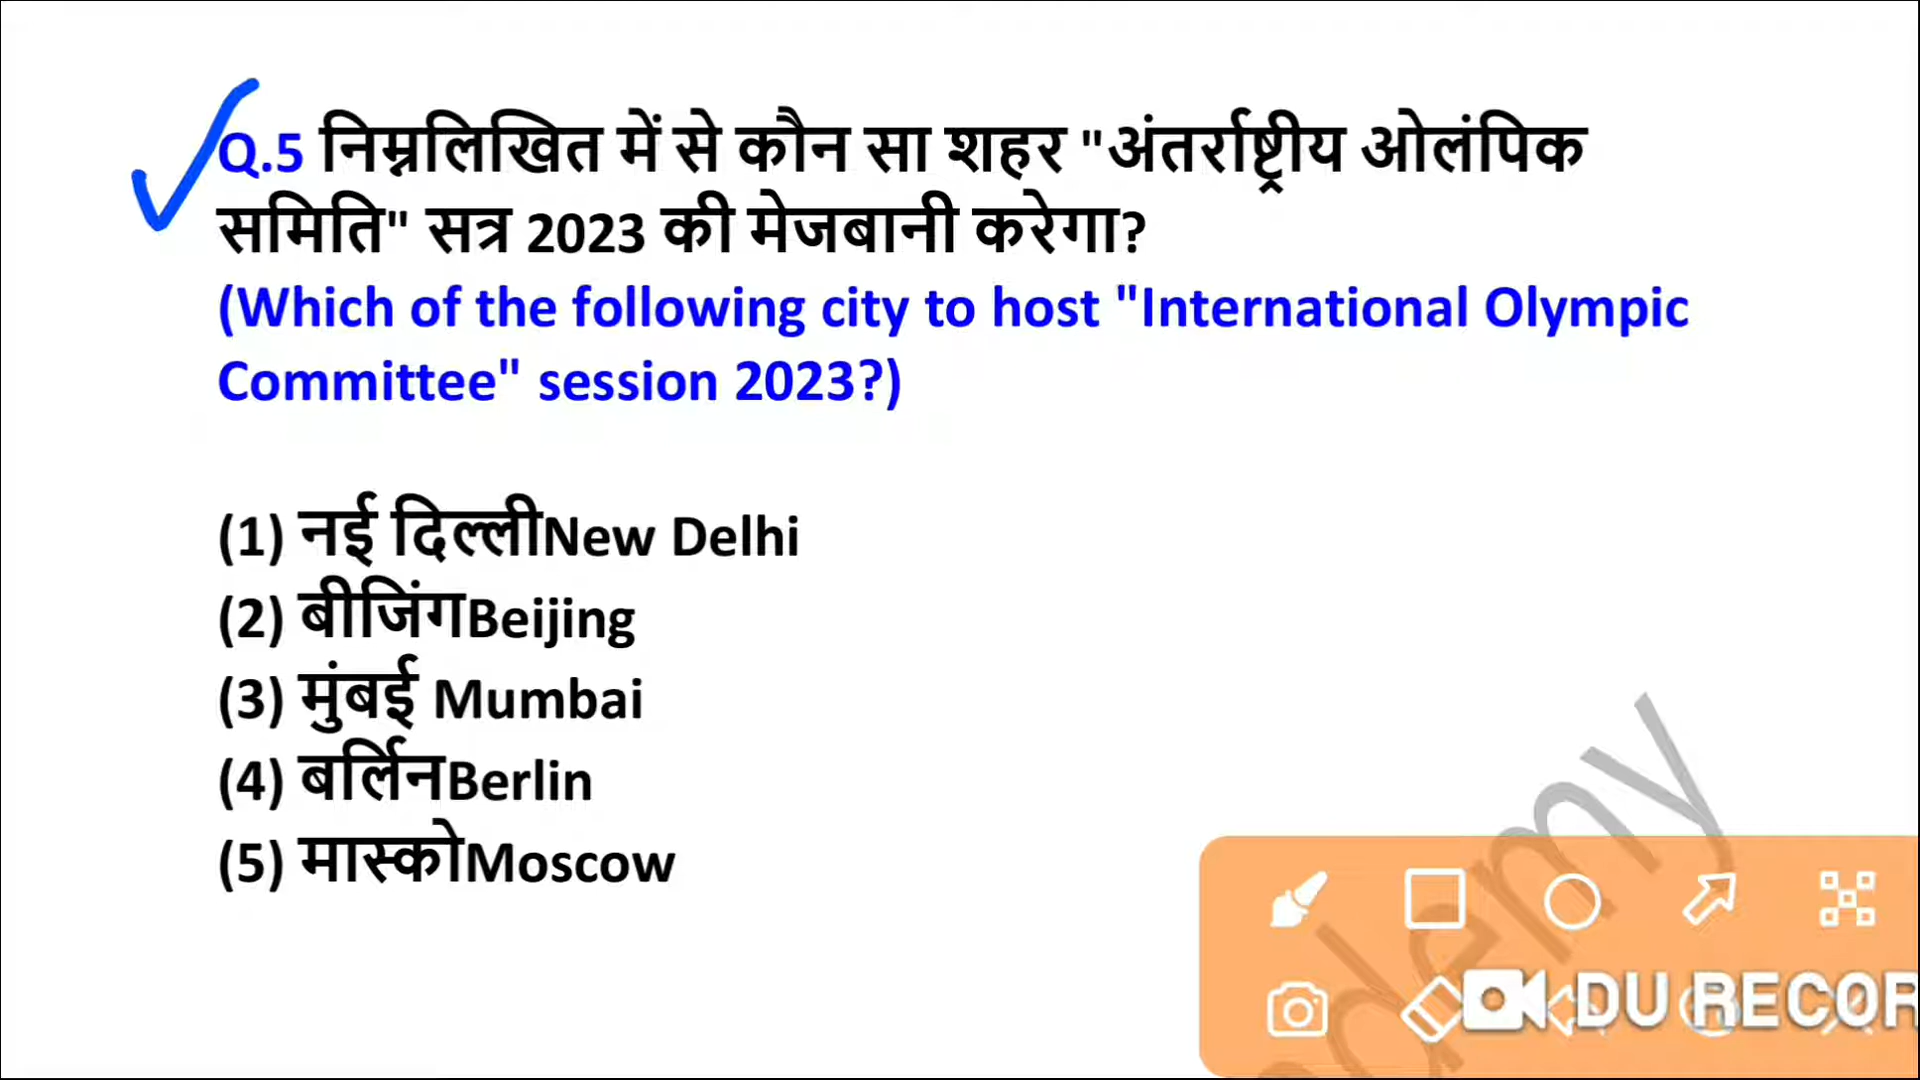 Q.5 निम्नलिखित में से कौन सा शहर "अंतर्राष्ट्रीय ओलंपिक
समिति" सत्र 2023 की मेजबानी करेगा?
(Which of the following city to host "International Olympic
Committee" session 2023?)
(1) नई दिल्लीNew Delhi
(2) बीजिंगBeijing
(3) मुंबई Mumbai
(4) बर्लिनBerlin
(5) मास्कोMoscow
demy
DU RECOR